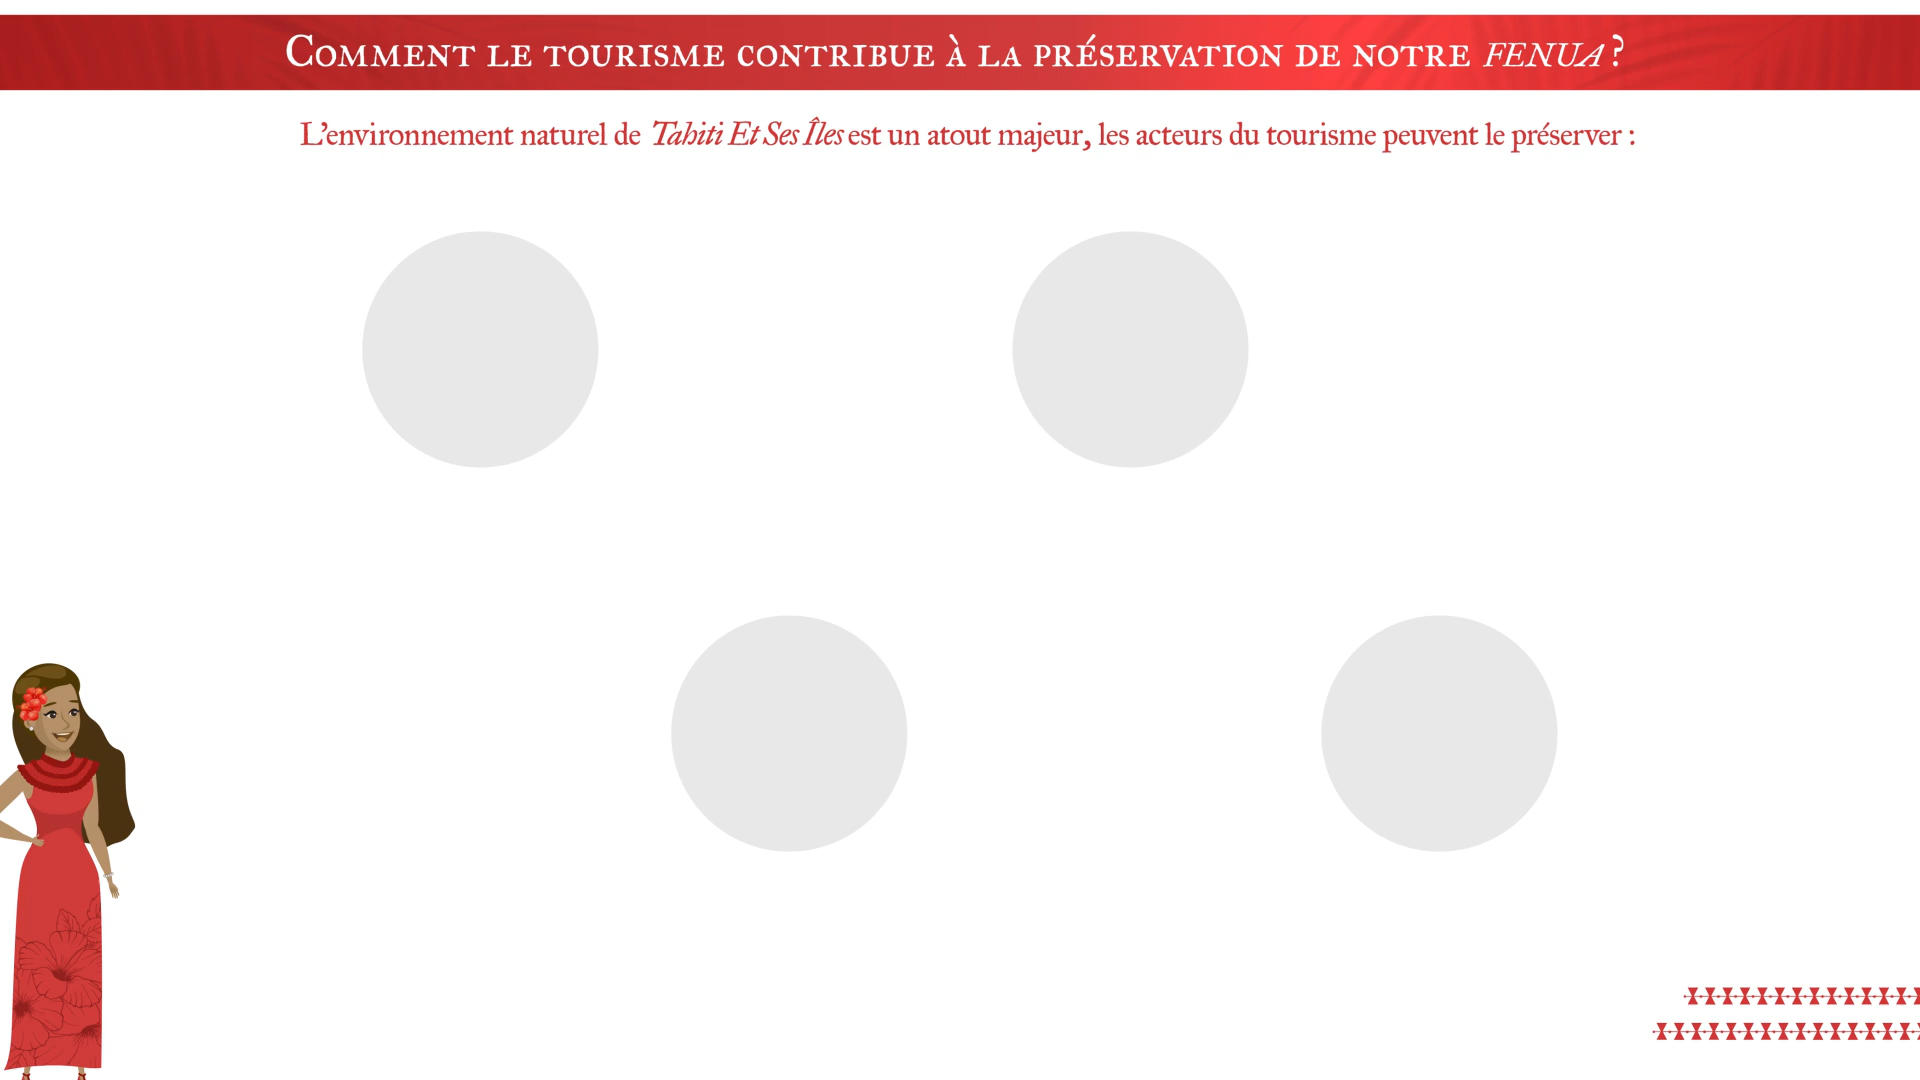 Comment le tourisme contribue à la préservation de notre fenua ?
L'environnement naturel de Tahiti Et Ses Îles est un atout majeur, les acteurs du tourisme peuvent le préserver :